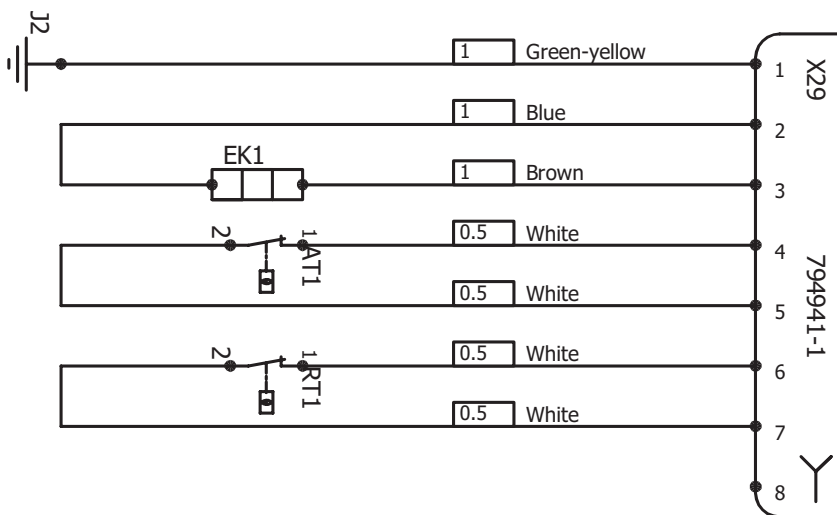 J2
1 Green-yellow 1 X29
1 Blue 2
EK1
1 Brown 3
2 1 AT1 0.5 White 4
0.5 White 5
794941-1
2 1 RT1 0.5 White 6
0.5 White 7
8